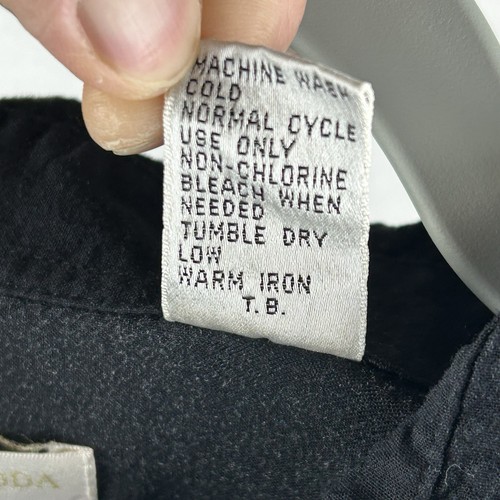 MACHINE WASH
COLD
NORMAL CYCLE
USE ONLY
NON-CHLORINE
BLEACH WHEN
NEEDED
TUMBLE DRY
LOW
WARM IRON
T.B.